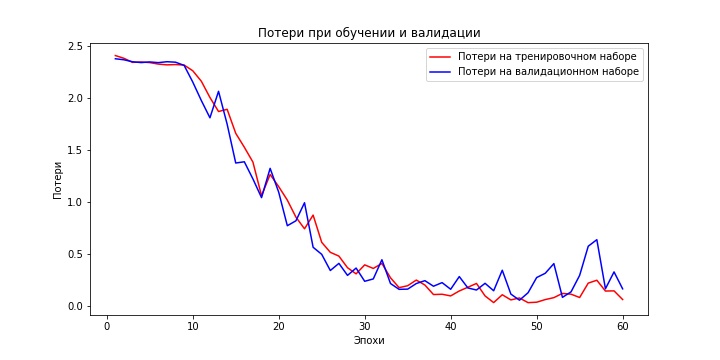 Потери при обучении и валидации
Потери на тренировочном наборе
Потери на валидационном наборе
2.5
2.0
1.5
1.0
0.5
0.0
Потери
0
10
20
30
40
50
60
Эпохи